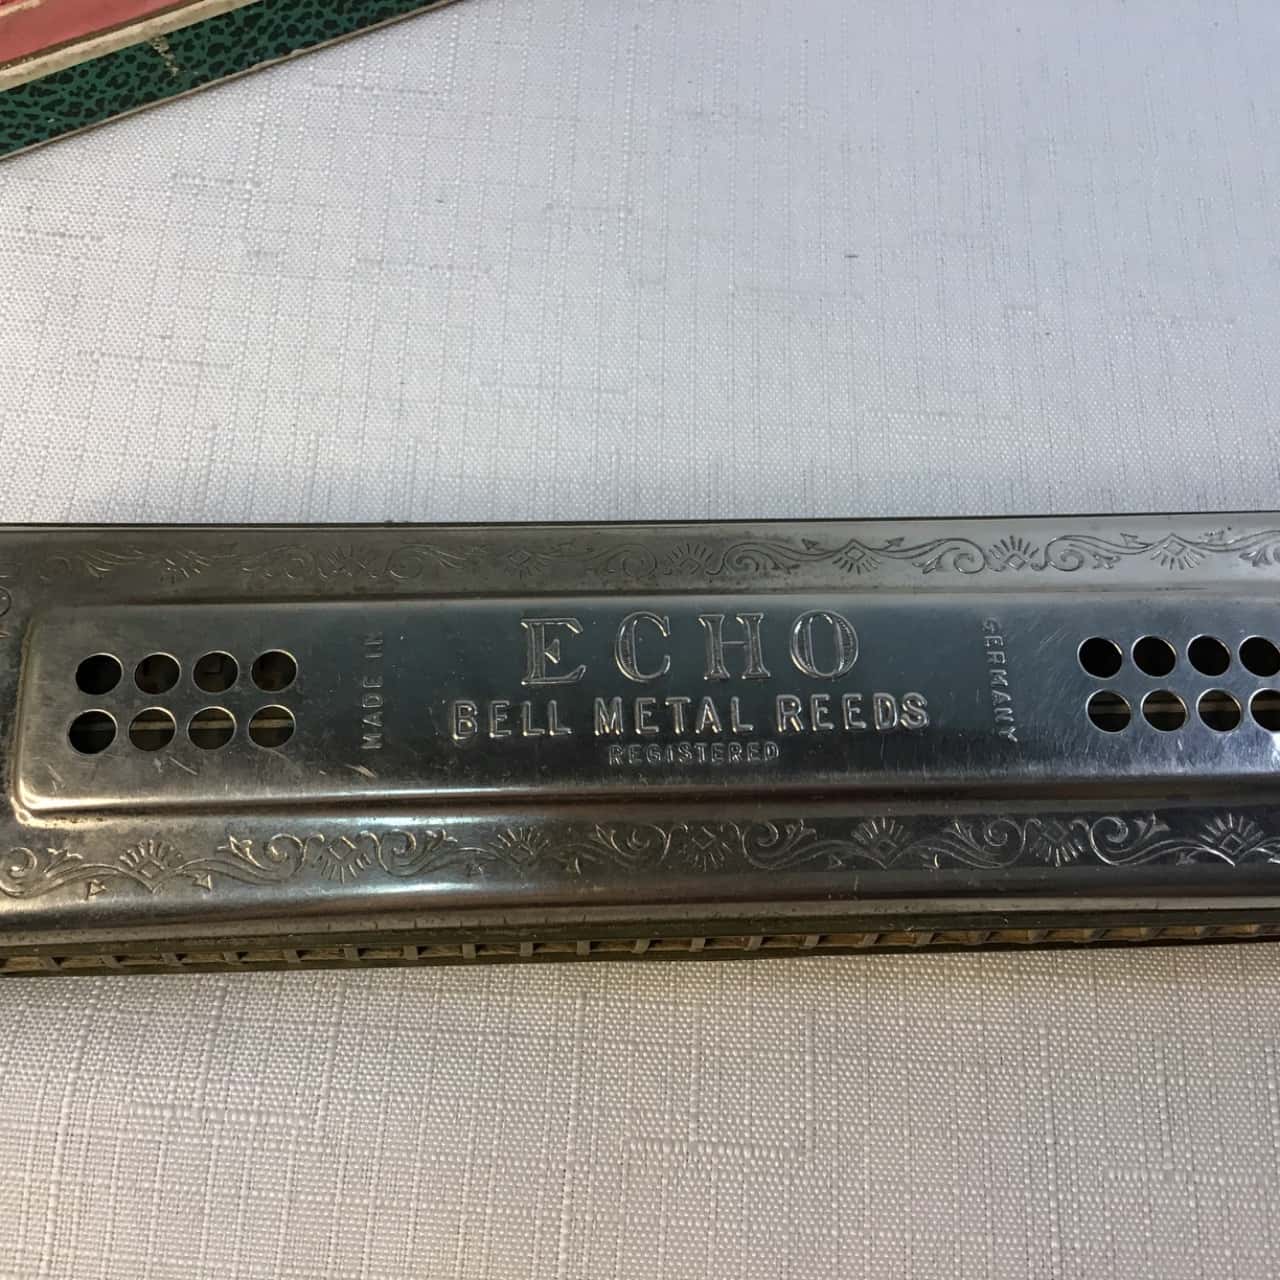 MADE IN
ECHO
BELL METAL REEDS
REGISTERED
GERMANY